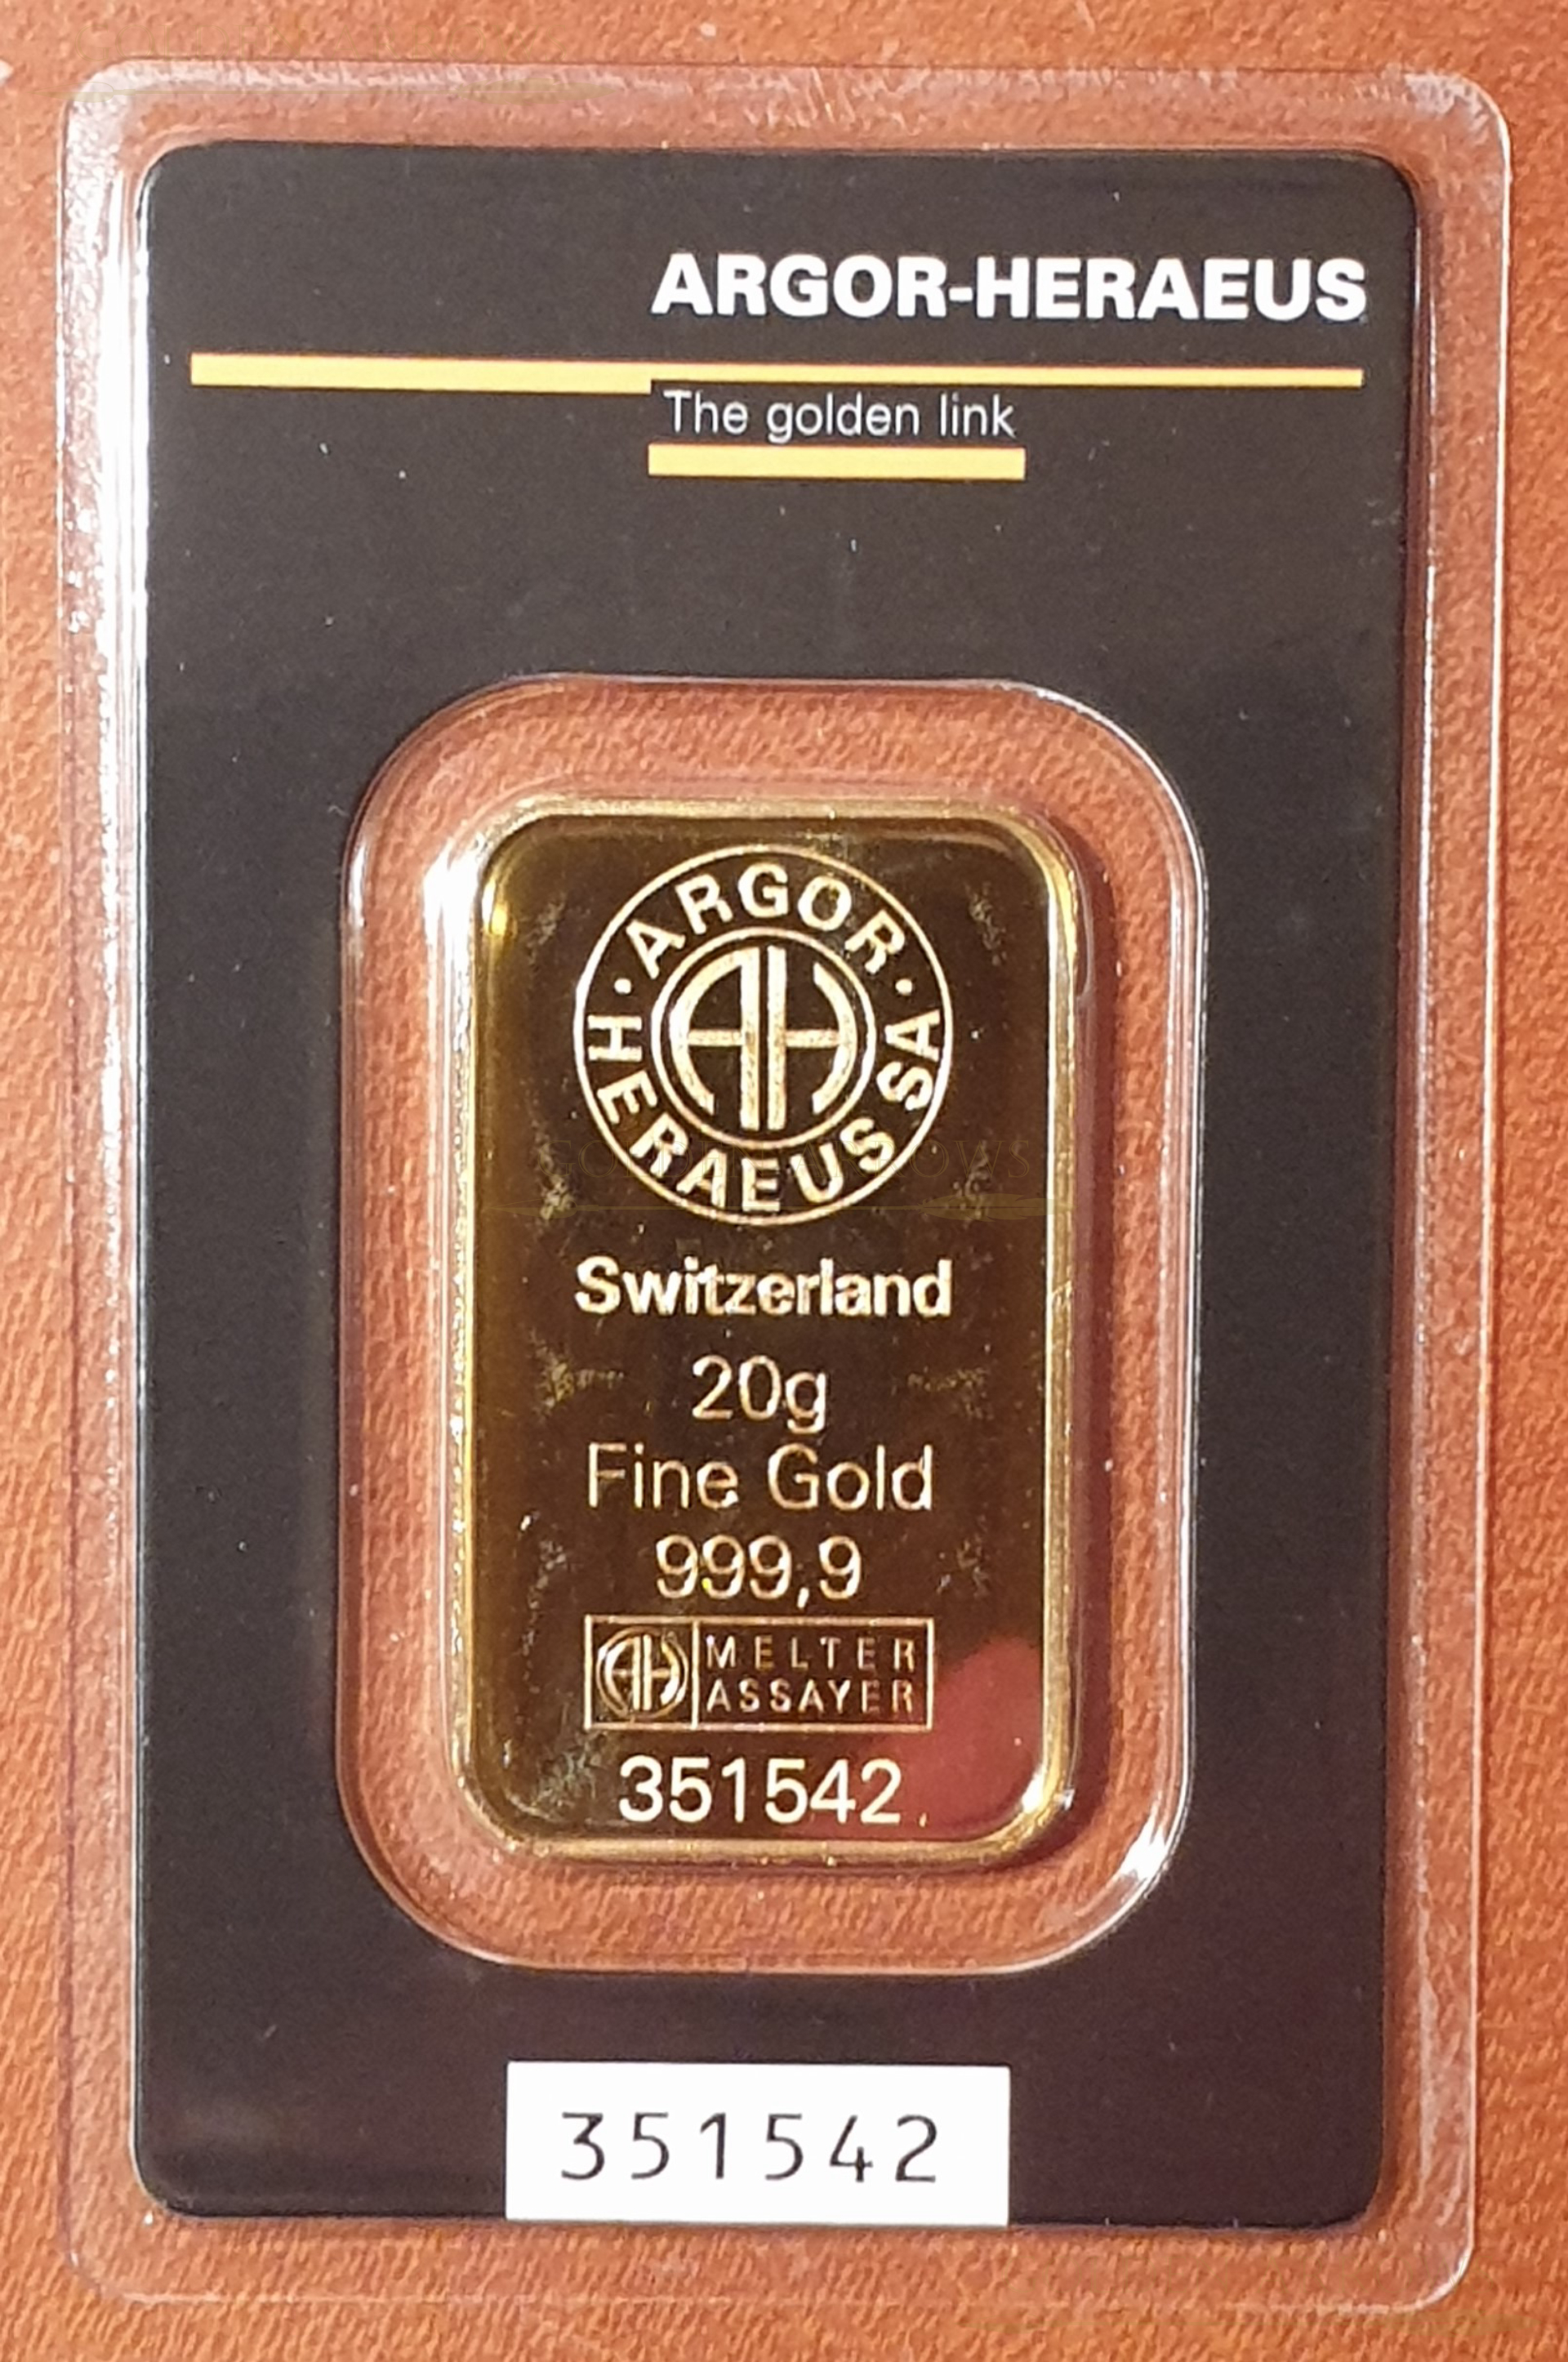 ARGOR-HERAEUS
The golden link
· ARGOR ·
HERAEUS SA
AH
Switzerland
20g
Fine Gold
999,9
AH MELTER
ASSAYER
351542
351542